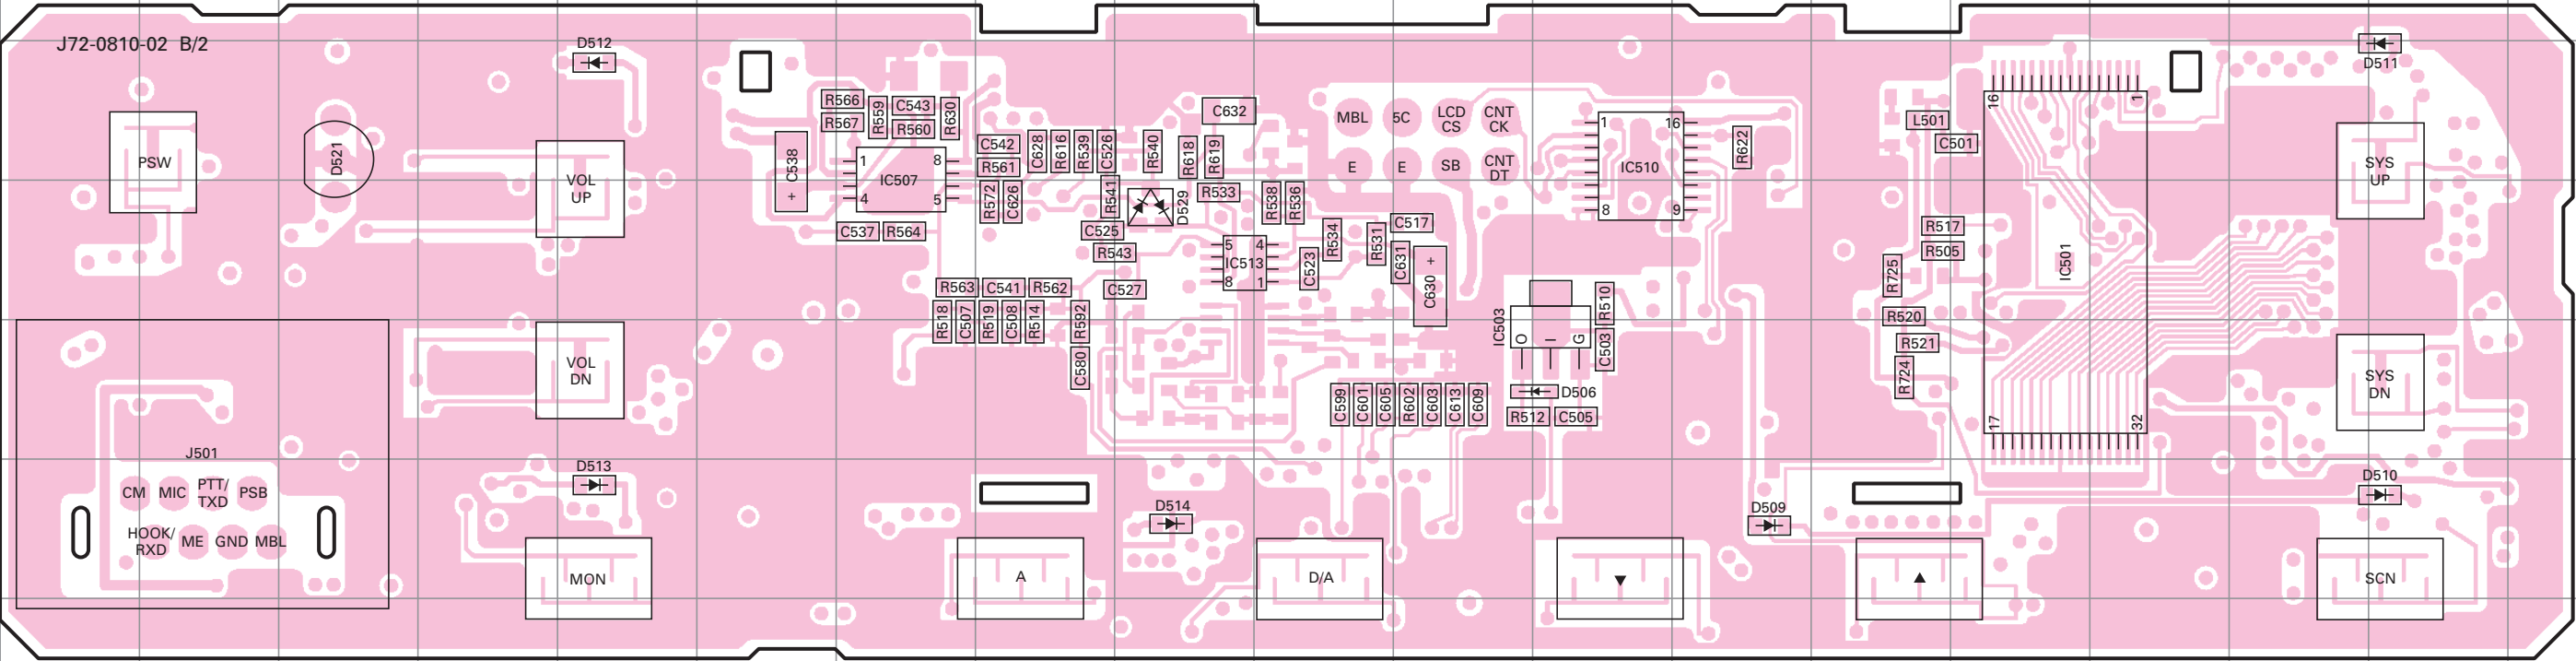 J72-0810-02 B/2
D512
D511
PSW
D521
VOL
UP
C538
+
R566
R567
R559
C543
R560
R630
1
8
IC507
4
5
C537
R564
C542
R561
C628
R616
R539
C526
R540
R618
R619
C632
R572
C626
R541
D529
R533
R538
R536
C525
R543
5
4
IC513
8
1
C523
R534
R531
C517
C631
+
C630
MBL
5C
LCD
CS
CNT
CK
E
E
SB
CNT
DT
1
16
IC510
8
9
R622
L501
C501
16
1
IC501
17
32
R517
R505
R725
R520
R521
R724
SYS
UP
SYS
DN
R563
C541
R562
C527
R518
C507
R519
C508
R514
R592
C580
IC503
O
I
G
R510
C503
D506
R512
C505
C599
C601
C605
R602
C603
C613
C609
VOL
DN
J501
CM
MIC
PTT/
TXD
PSB
HOOK/
RXD
ME
GND
MBL
D513
MON
A
D514
D/A
▼
D509
▲
D510
SCN